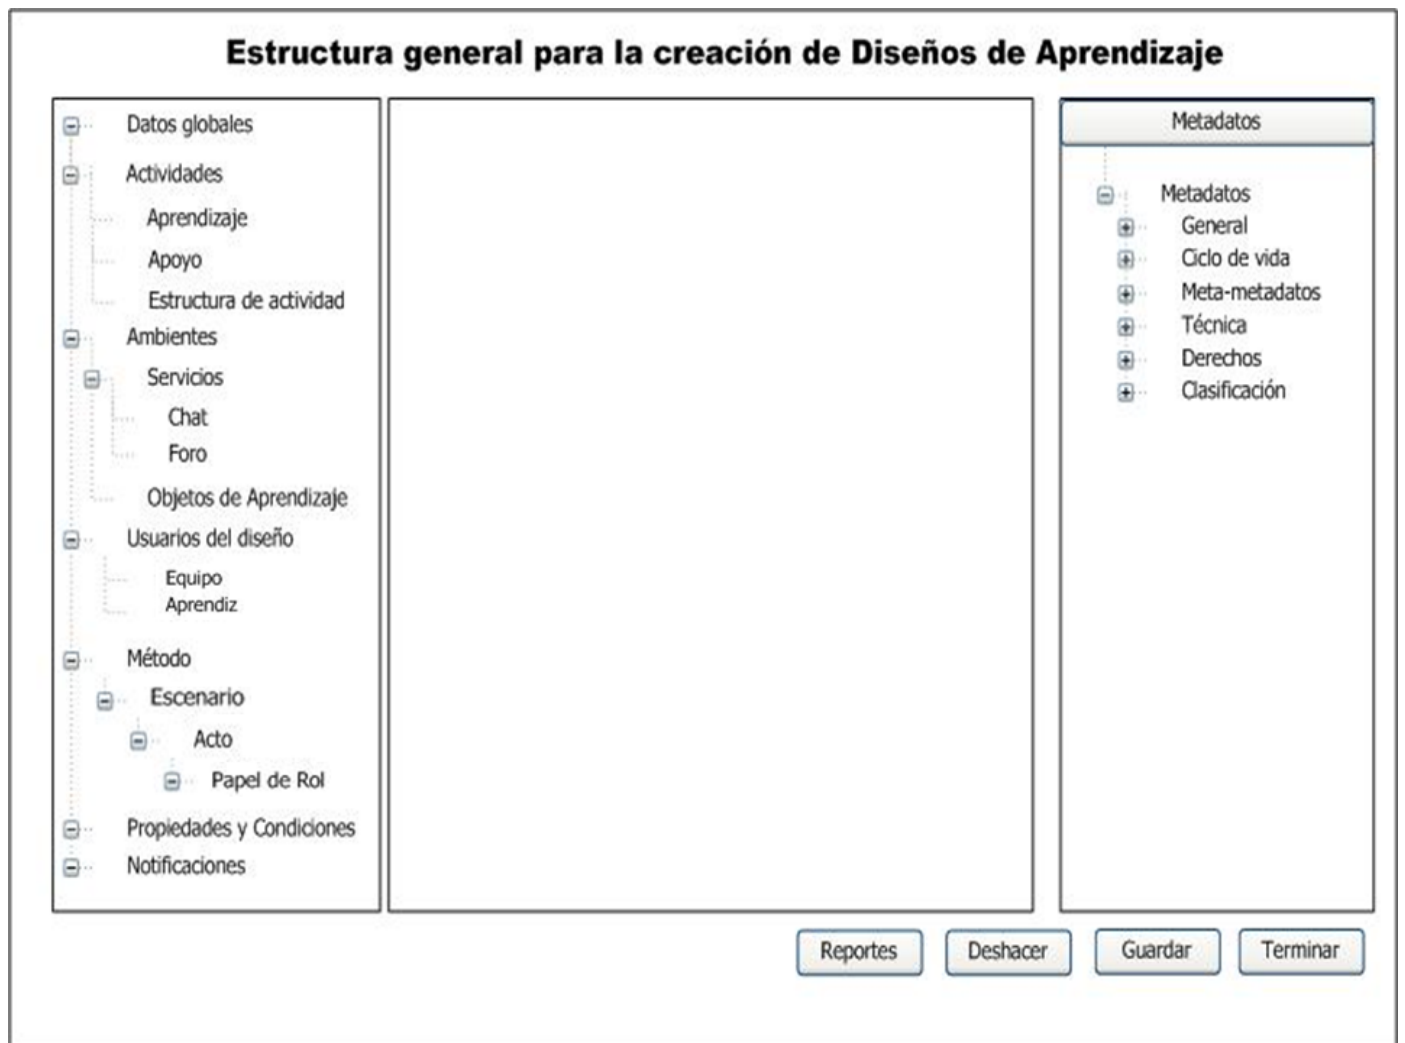 Estructura general para la creación de Diseños de Aprendizaje
Datos globales
Actividades
Aprendizaje
Apoyo
Estructura de actividad
Ambientes
Servicios
Chat
Foro
Objetos de Aprendizaje
Usuarios del diseño
Equipo
Aprendiz
Método
Escenario
Acto
Papel de Rol
Propiedades y Condiciones
Notificaciones
Metadatos
Metadatos
General
Ciclo de vida
Meta-metadatos
Técnica
Derechos
Clasificación
Reportes
Deshacer
Guardar
Terminar